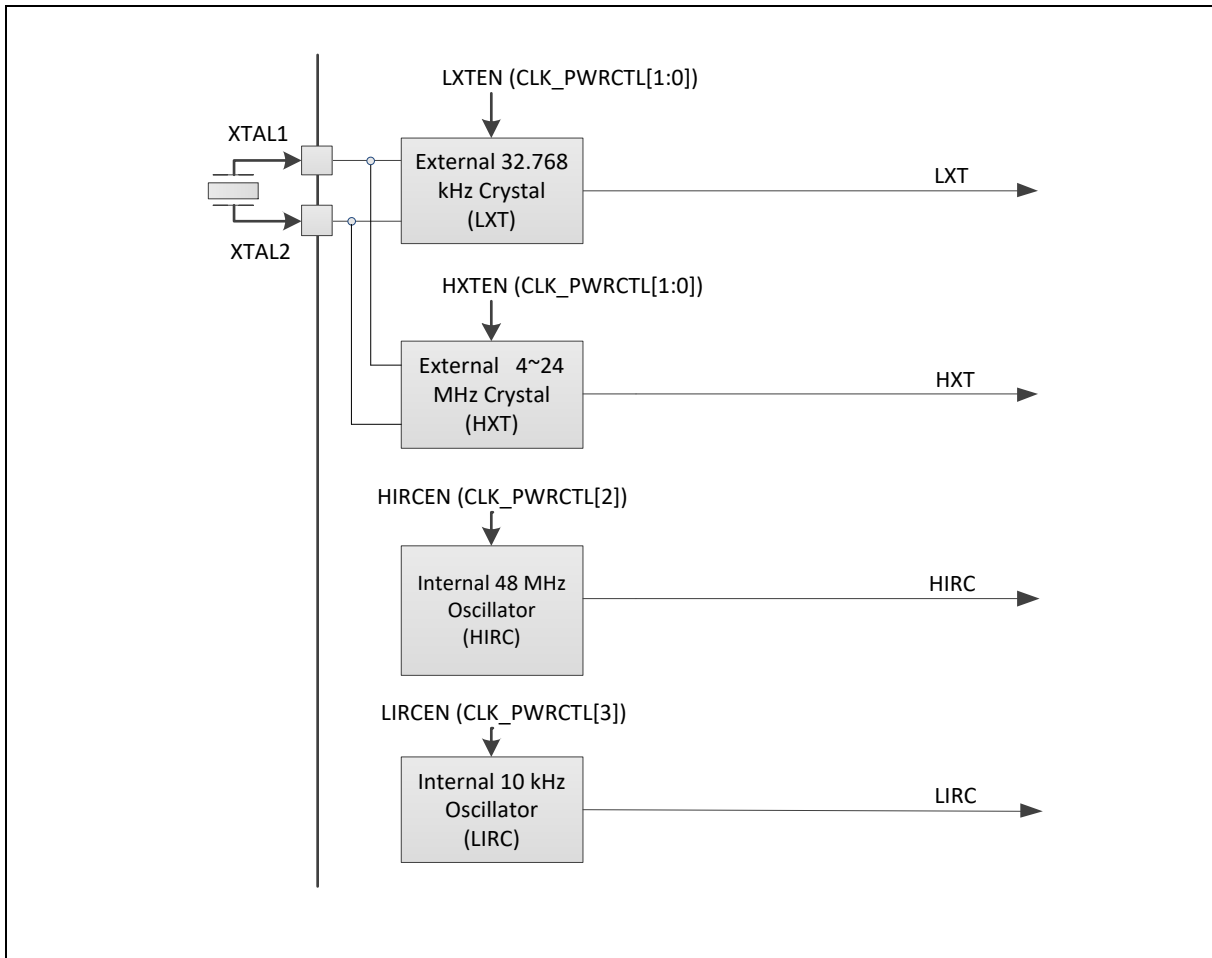 LXTEN (CLK_PWRCTL[1:0])
XTAL1
External 32.768
kHz Crystal
(LXT)
LXT
XTAL2
HXTEN (CLK_PWRCTL[1:0])
External 4~24
MHz Crystal
(HXT)
HXT
HIRCEN (CLK_PWRCTL[2])
Internal 48 MHz
Oscillator
(HIRC)
HIRC
LIRCEN (CLK_PWRCTL[3])
Internal 10 kHz
Oscillator
(LIRC)
LIRC